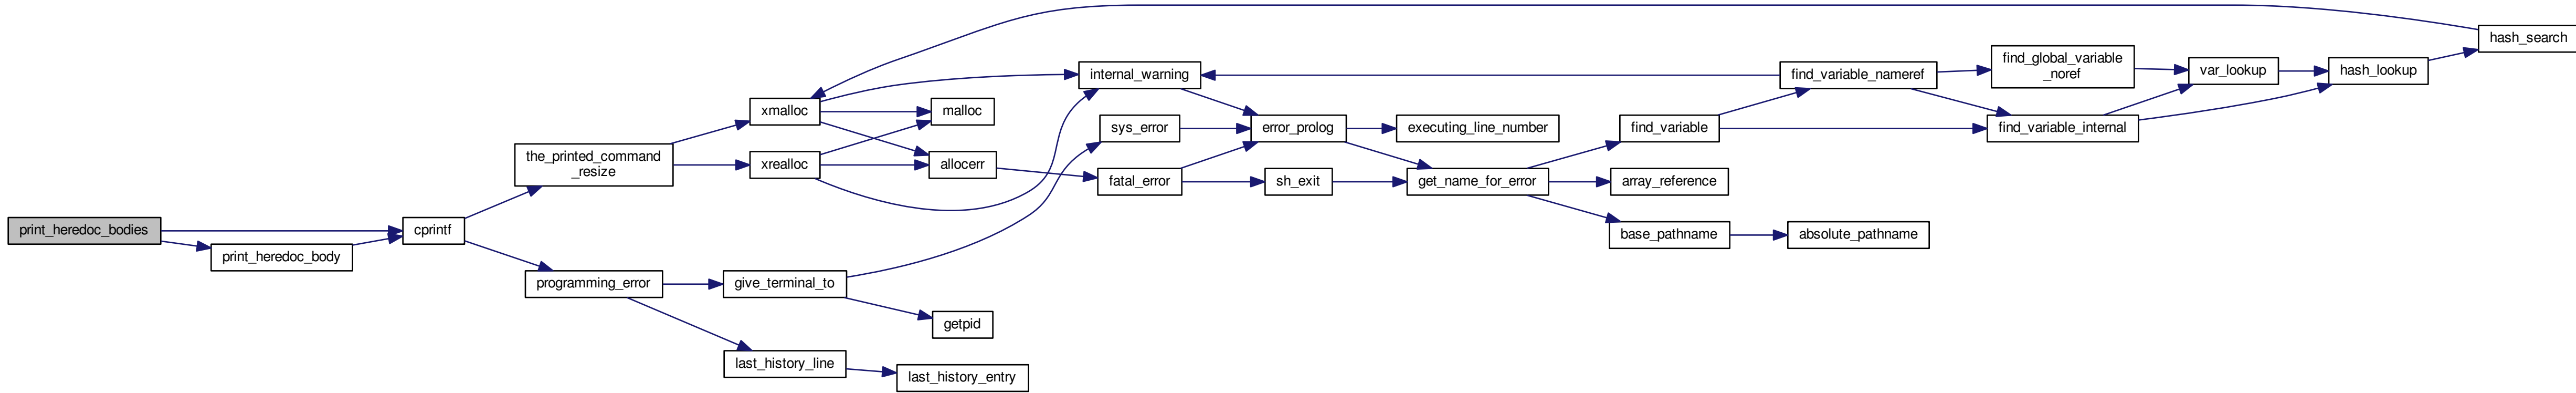 print_heredoc_bodies
print_heredoc_body
cprintf
the_printed_command
_resize
programming_error
xmalloc
xrealloc
give_terminal_to
last_history_line
malloc
allocerr
getpid
last_history_entry
internal_warning
sys_error
fatal_error
error_prolog
sh_exit
executing_line_number
get_name_for_error
find_variable
array_reference
base_pathname
find_variable_nameref
absolute_pathname
find_global_variable
_noref
find_variable_internal
var_lookup
hash_lookup
hash_search